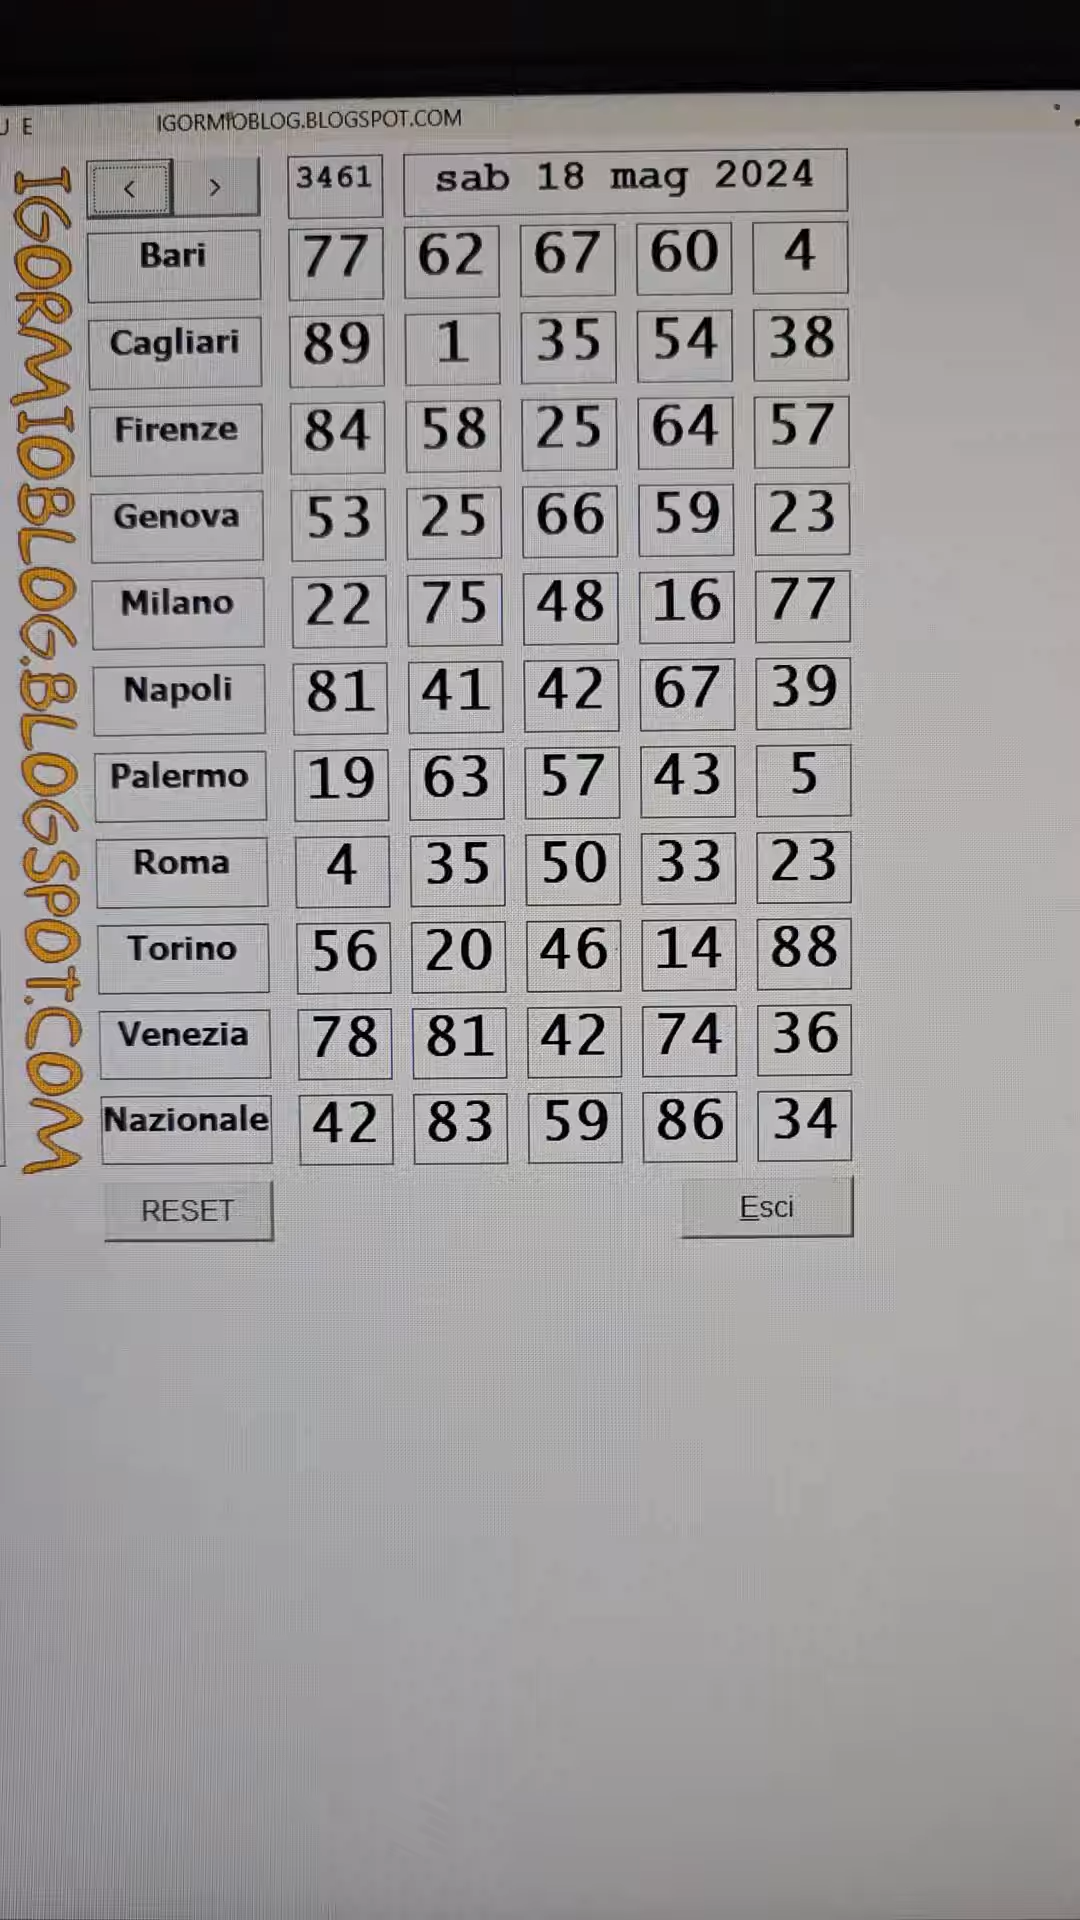 U E IGORMIOBLOG.BLOGSPOT.COM
IGORMIOBLOG.BLOGSPOT.COM
< > 3461 sab 18 mag 2024
Bari 77 62 67 60 4
Cagliari 89 1 35 54 38
Firenze 84 58 25 64 57
Genova 53 25 66 59 23
Milano 22 75 48 16 77
Napoli 81 41 42 67 39
Palermo 19 63 57 43 5
Roma 4 35 50 33 23
Torino 56 20 46 14 88
Venezia 78 81 42 74 36
Nazionale 42 83 59 86 34
RESET Esci